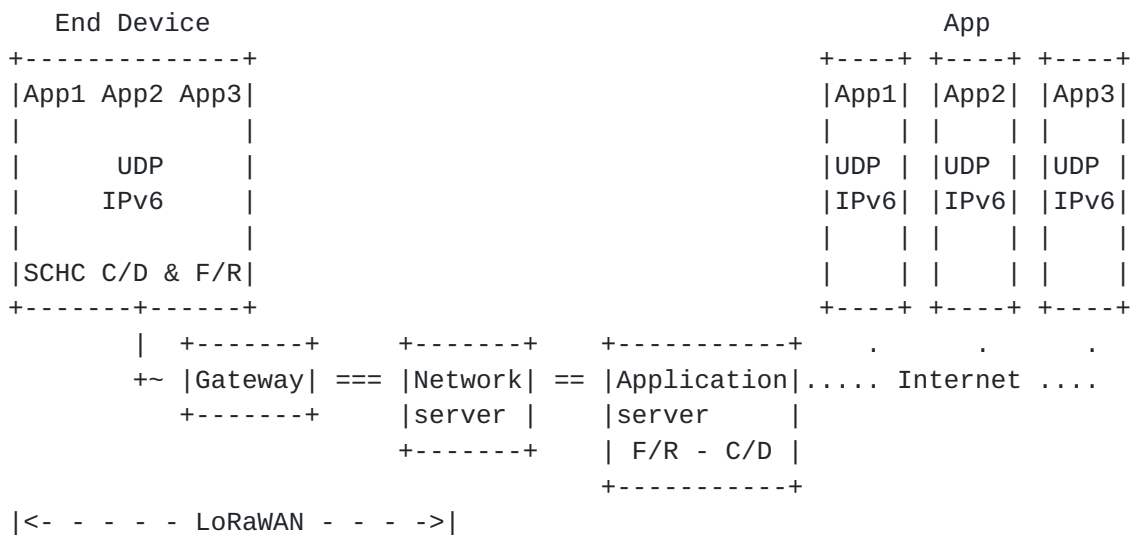 End Device                                              App
+--------------+                                    +----+ +----+ +----+
|App1 App2 App3|                                    |App1| |App2| |App3|
|              |                                    |    | |    | |    |
|      UDP     |                                    |UDP | |UDP | |UDP |
|     IPv6     |                                    |IPv6| |IPv6| |IPv6|
|              |                                    |    | |    | |    |
|SCHC C/D & F/R|                                    |    | |    | |    |
+-------+------+                                    +----+ +----+ +----+
        |  +-------+     +-------+    +-----------+    .      .      .
        +~ |Gateway| === |Network| == |Application|..... Internet ....
           +-------+     |server |    |server     |
                         +-------+    | F/R - C/D |
                                      +-----------+
|<- - - - - LoRaWAN - - - ->|